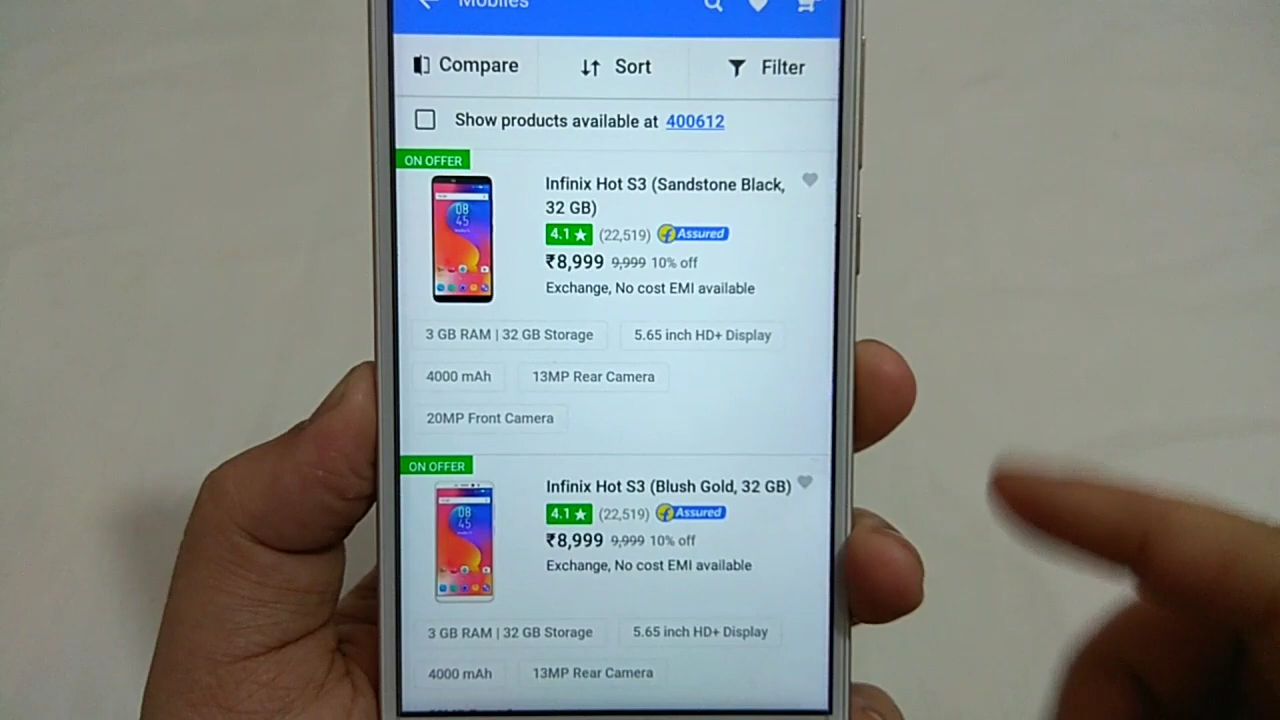 Mobiles
Compare
Sort
Filter
Show products available at 400612
ON OFFER
08
45
Infinix Hot S3 (Sandstone Black,
32 GB)
4.1★ (22,519) f Assured
₹8,999 9,999 10% off
Exchange, No cost EMI available
3 GB RAM | 32 GB Storage
5.65 inch HD+ Display
4000 mAh
13MP Rear Camera
20MP Front Camera
ON OFFER
08
45
Infinix Hot S3 (Blush Gold, 32 GB)
4.1★ (22,519) f Assured
₹8,999 9,999 10% off
Exchange, No cost EMI available
3 GB RAM | 32 GB Storage
5.65 inch HD+ Display
4000 mAh
13MP Rear Camera